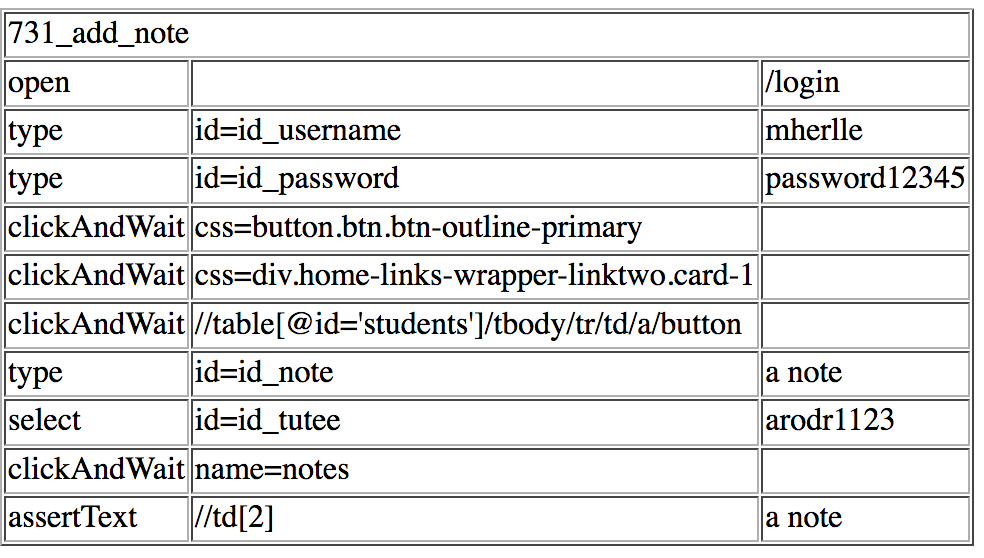 731_add_note
open /login
type id=id_username mherlle
type id=id_password password12345
clickAndWait css=button.btn.btn-outline-primary
clickAndWait css=div.home-links-wrapper-linktwo.card-1
clickAndWait //table[@id='students']/tbody/tr/td/a/button
type id=id_note a note
select id=id_tutee arodr1123
clickAndWait name=notes
assertText //td[2] a note